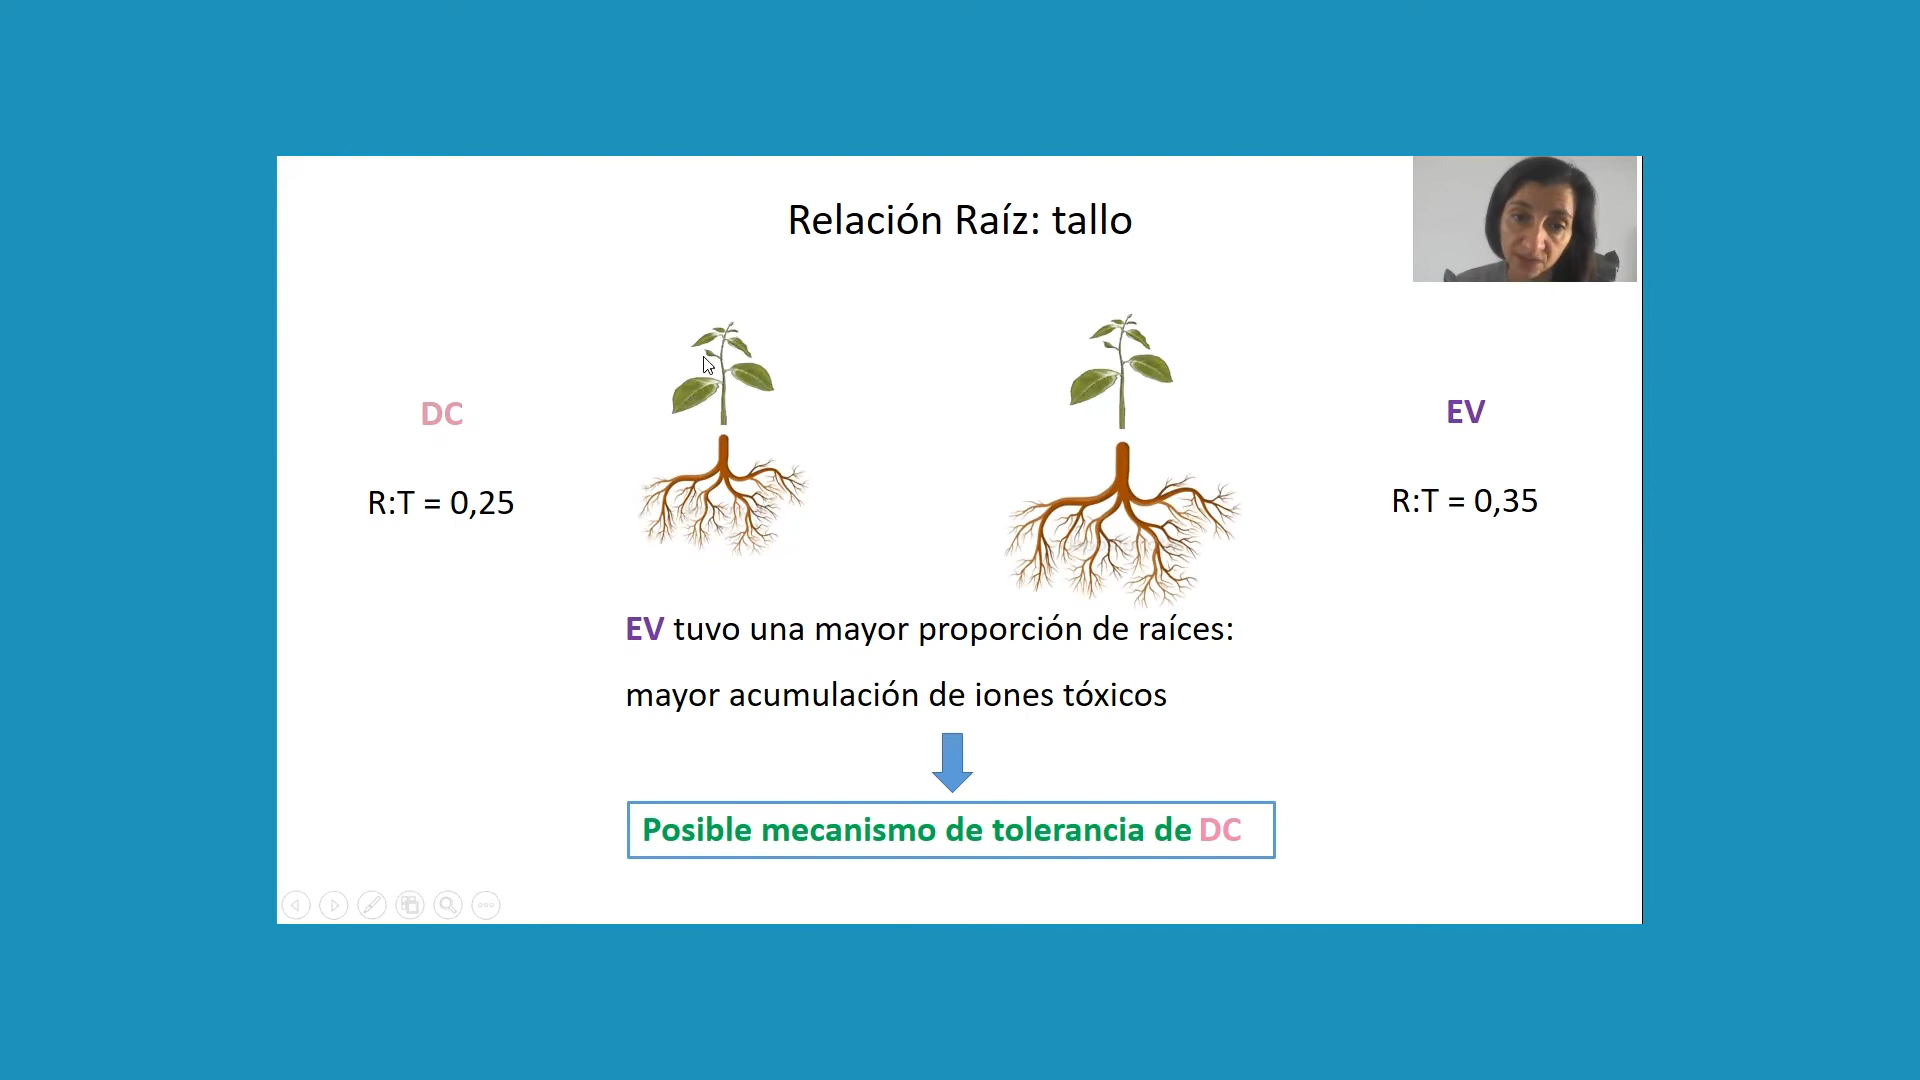 Relación Raíz: tallo
DC
EV
R:T = 0,25
R:T = 0,35
EV tuvo una mayor proporción de raíces:
mayor acumulación de iones tóxicos
Posible mecanismo de tolerancia de DC